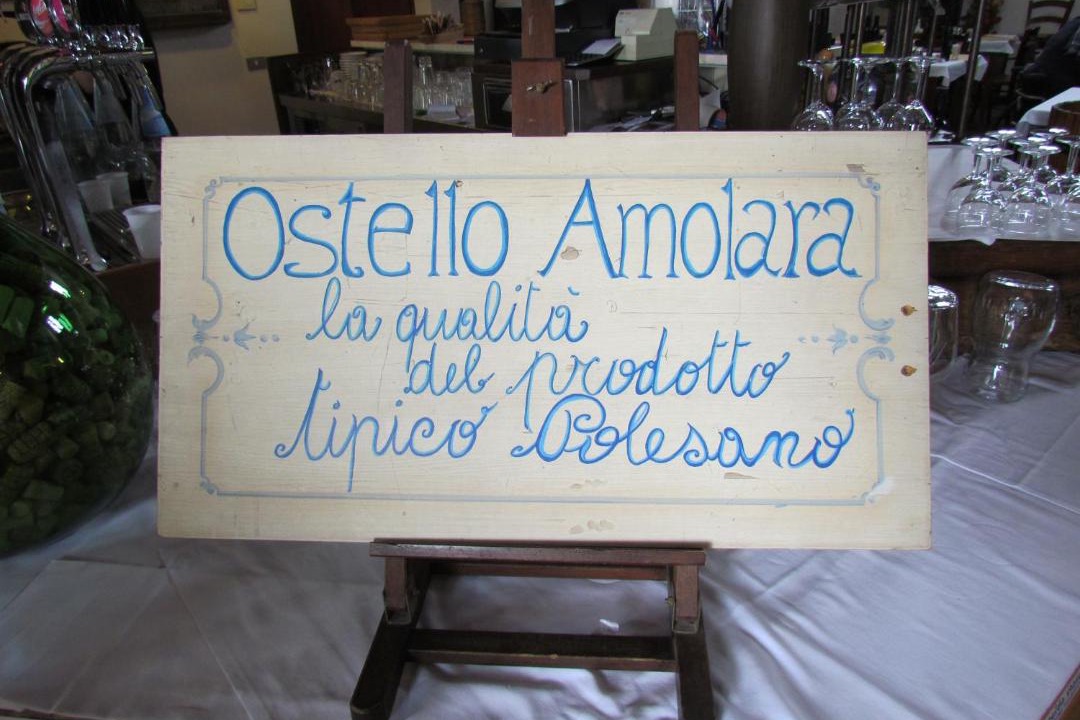 Ostello Amolara
la qualità
del prodotto
tipico Polesano